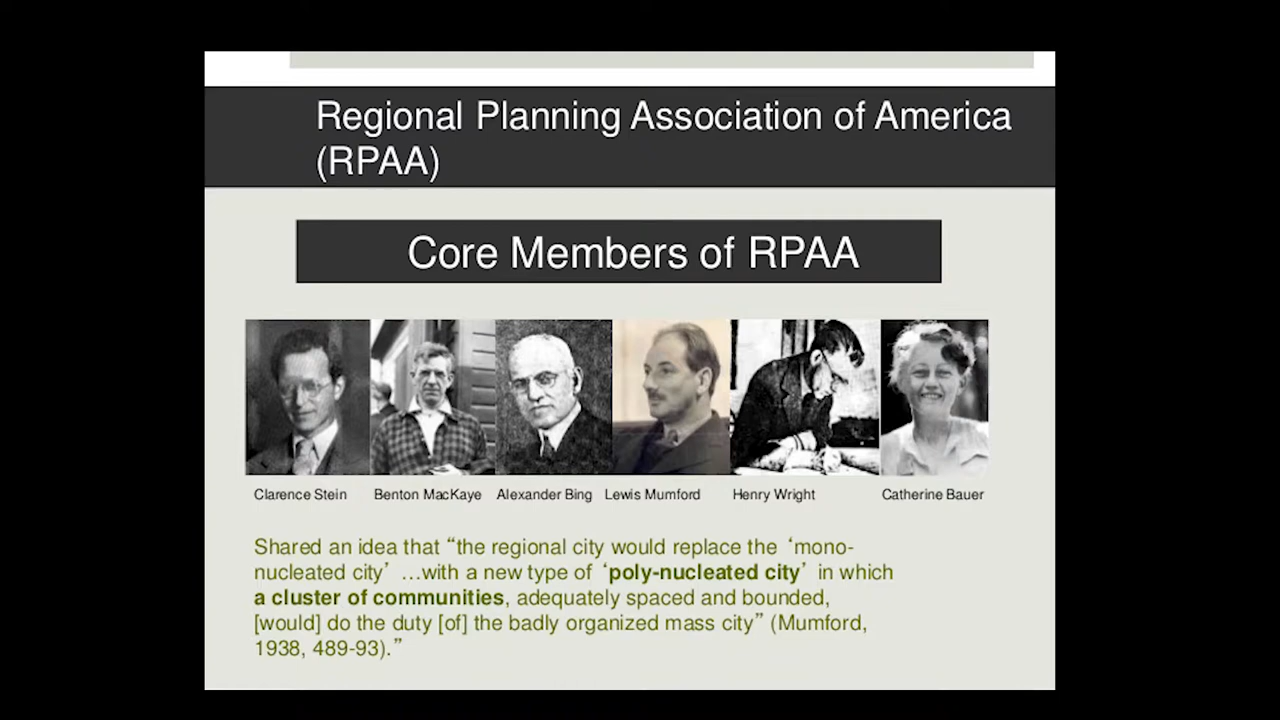 Regional Planning Association of America
(RPAA)
Core Members of RPAA
Clarence Stein Benton MacKaye Alexander Bing Lewis Mumford Henry Wright Catherine Bauer
Shared an idea that “the regional city would replace the ‘mono-
nucleated city’ …with a new type of ‘poly-nucleated city’ in which
a cluster of communities, adequately spaced and bounded,
[would] do the duty [of] the badly organized mass city” (Mumford,
1938, 489-93).”